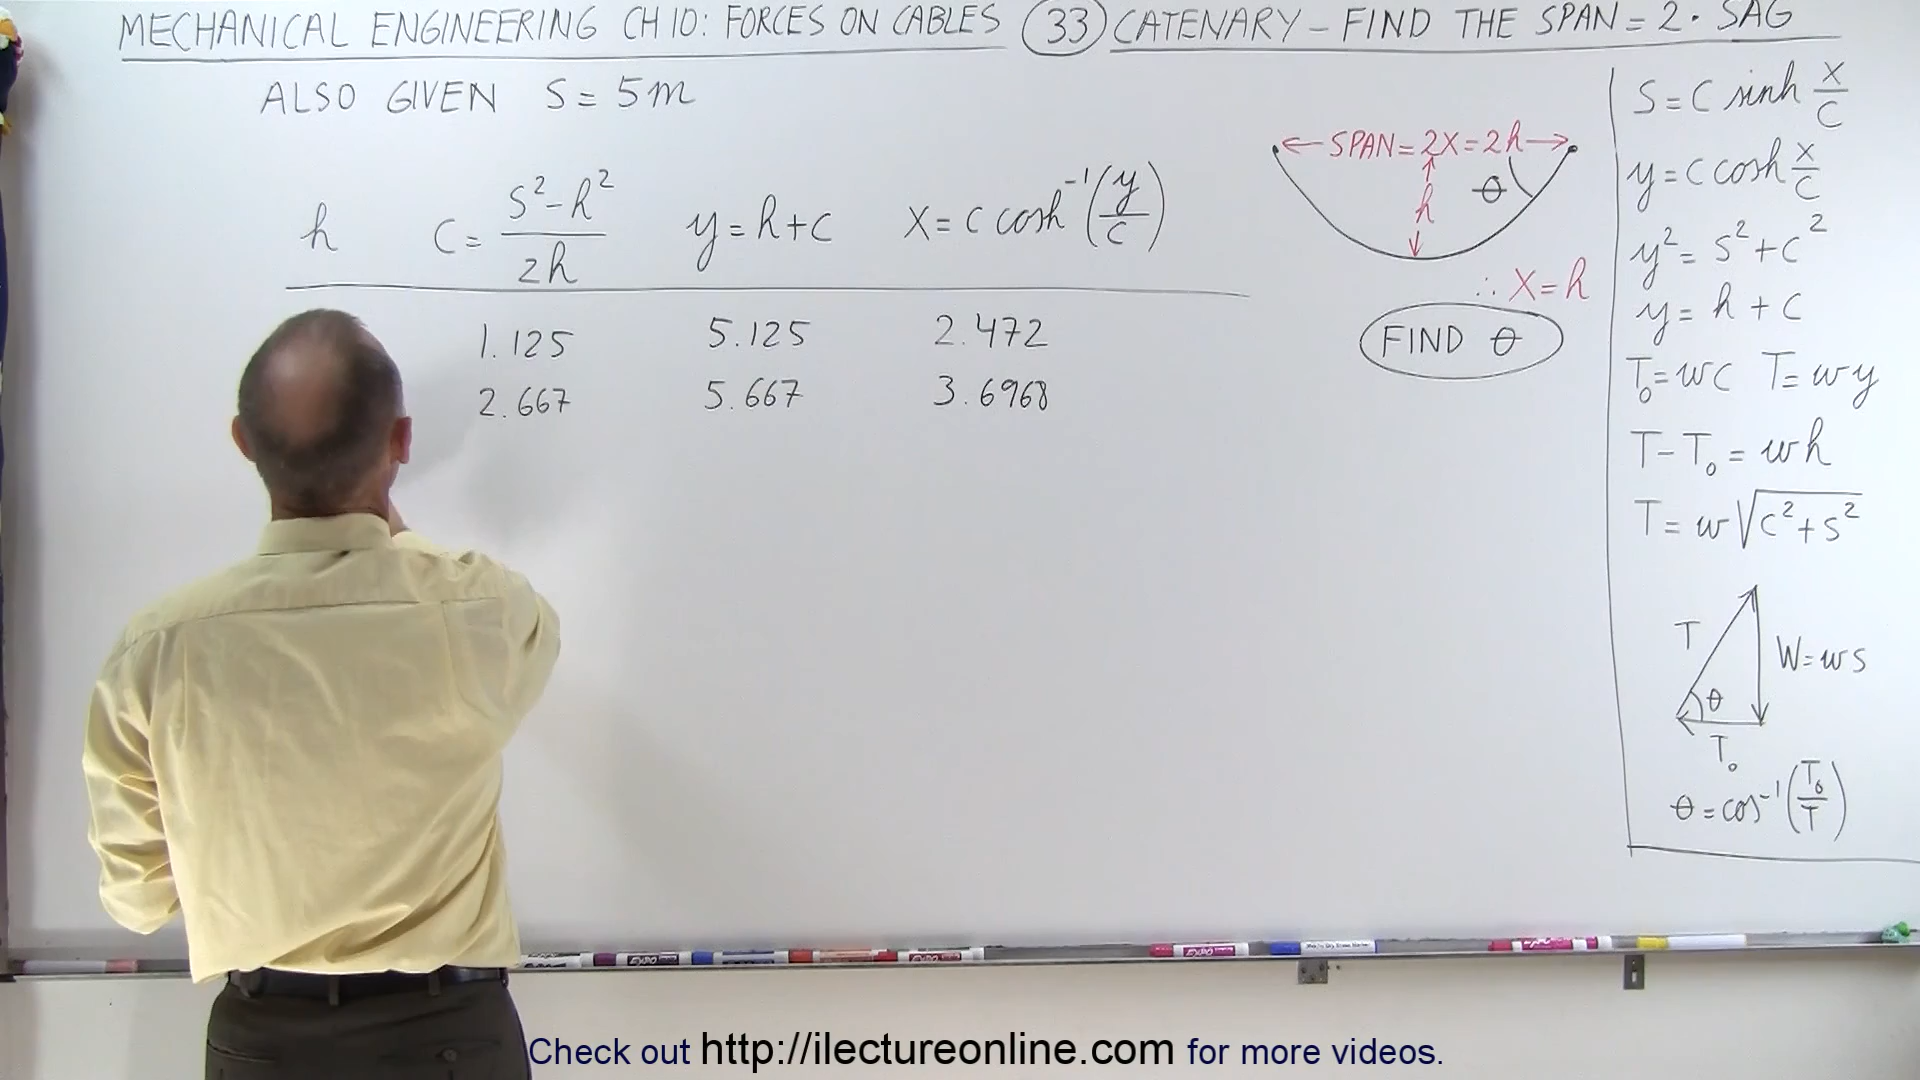 MECHANICAL ENGINEERING CH 10: FORCES ON CABLES (33) CATENARY – FIND THE SPAN = 2 · SAG
ALSO GIVEN S = 5m
h C = (S² - h²)/2h y = h + C X = C cosh⁻¹(y/C)
1.125 5.125 2.472
2.667 5.667 3.6968
SPAN = 2X = 2h
θ
h
∴ X = h
FIND θ
S = C sinh X/C
y = C cosh X/C
y² = S² + C²
y = h + C
T₀ = wC T = wy
T - T₀ = wh
T = w√(C² + S²)
T
W = ws
θ
T₀
θ = cos⁻¹(T₀/T)
EXPO EXPO EXPO
Check out http://ilectureonline.com for more videos.